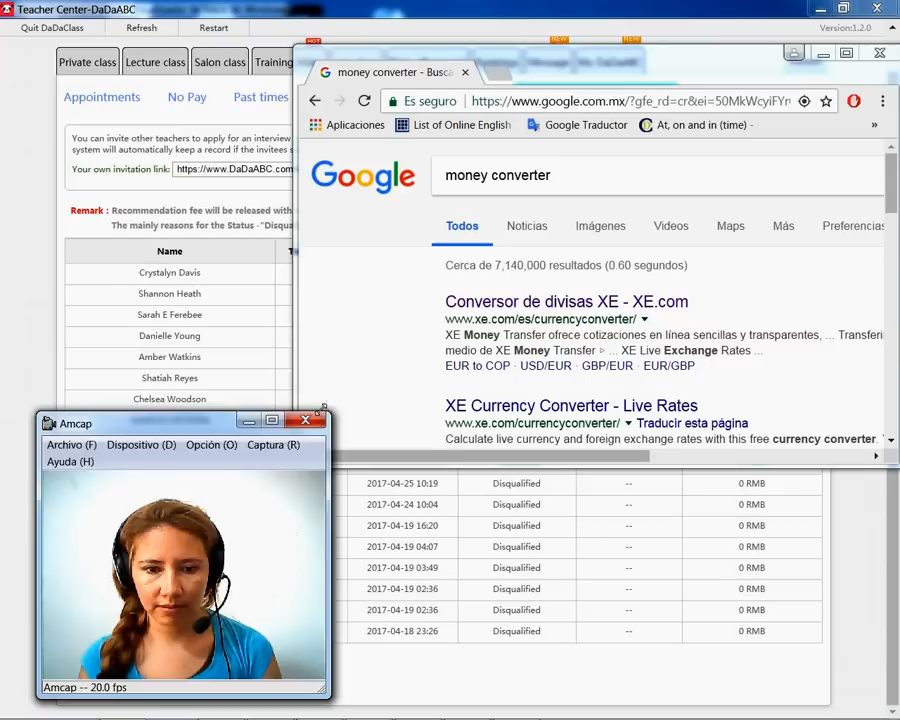 Teacher Center-DaDaABC
Quit DaDaClass
Refresh
Restart
Version:1.2.0
Private class
Lecture class
Salon class
Training
HOT
NEW
NEW
Appointments
No Pay
Past times
You can invite other teachers to apply for an interview
system will automatically keep a record if the invitees s
Your own invitation link:
https://www.DaDaABC.com
Remark : Recommendation fee will be released with
The mainly reasons for the Status -"Disqua
Name
Crystalyn Davis
Shannon Heath
Sarah E Ferebee
Danielle Young
Amber Watkins
Shatiah Reyes
Chelsea Woodson
money converter - Busca
Es seguro
https://www.google.com.mx/?gfe_rd=cr&ei=50MkWcyiFYr
Aplicaciones
List of Online English
Google Traductor
At, on and in (time) -
»
Google
money converter
Todos
Noticias
Imágenes
Videos
Maps
Más
Preferencias
Cerca de 7,140,000 resultados (0.60 segundos)
Conversor de divisas XE - XE.com
www.xe.com/es/currencyconverter/
XE Money Transfer ofrece cotizaciones en línea sencillas y transparentes, ... Transferi
medio de XE Money Transfer ▹ ... XE Live Exchange Rates ...
EUR to COP · USD/EUR · GBP/EUR · EUR/GBP
XE Currency Converter - Live Rates
www.xe.com/currencyconverter/
Traducir esta página
Calculate live currency and foreign exchange rates with this free currency converter.
2017-04-25 10:19 Disqualified -- 0 RMB
2017-04-24 10:04 Disqualified -- 0 RMB
2017-04-19 16:20 Disqualified -- 0 RMB
2017-04-19 04:07 Disqualified -- 0 RMB
2017-04-19 03:49 Disqualified -- 0 RMB
2017-04-19 02:36 Disqualified -- 0 RMB
2017-04-19 02:36 Disqualified -- 0 RMB
2017-04-18 23:26 Disqualified -- 0 RMB
Amcap
Archivo (F)
Dispositivo (D)
Opción (O)
Captura (R)
Ayuda (H)
Amcap -- 20.0 fps